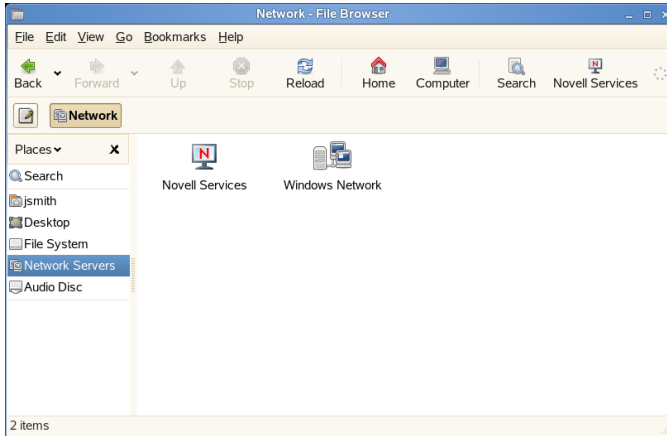 Network - File Browser
File Edit View Go Bookmarks Help
Back Forward Up Stop Reload Home Computer Search Novell Services
Network
Places
Search
jsmith
Desktop
File System
Network Servers
Audio Disc
Novell Services
Windows Network
2 items